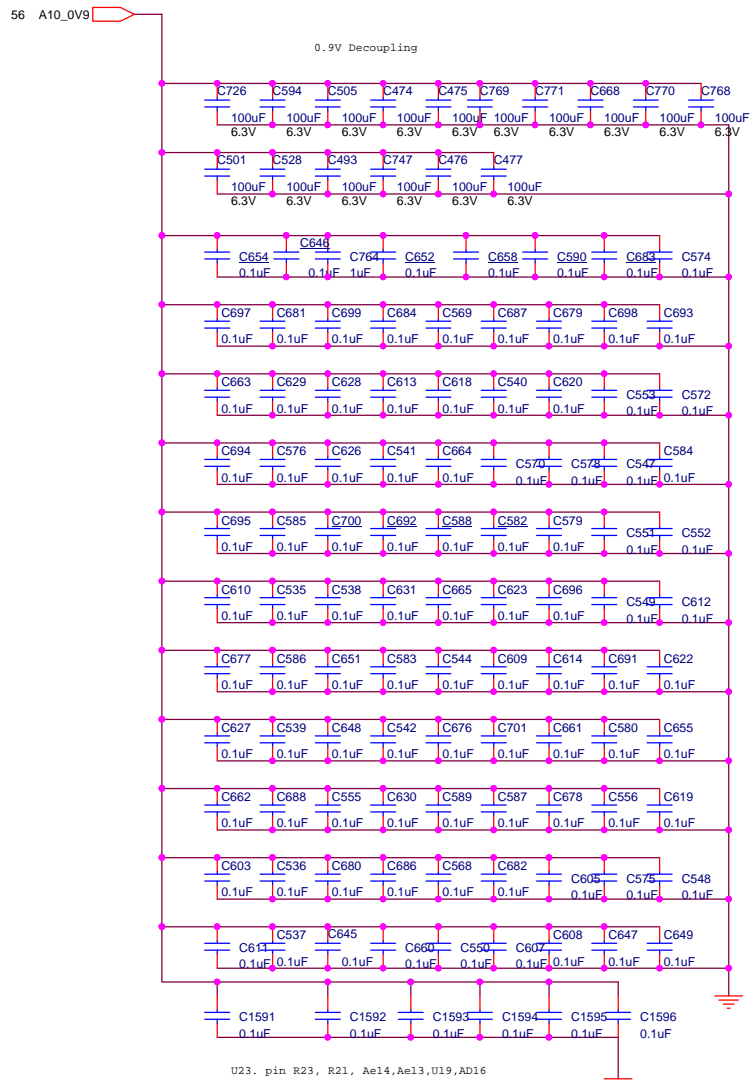 56 A10_0V9
0.9V Decoupling
C726 C594 C505 C474 C475 C769 C771 C668 C770 C768
100uF 100uF 100uF 100uF 100uF 100uF 100uF 100uF 100uF 100uF
6.3V 6.3V 6.3V 6.3V 6.3V 6.3V 6.3V 6.3V 6.3V 6.3V
C501 C528 C493 C747 C476 C477
100uF 100uF 100uF 100uF 100uF 100uF
6.3V 6.3V 6.3V 6.3V 6.3V 6.3V
C646
C654 C764 C652 C658 C590 C683 C574
0.1uF 0.1uF 1uF 0.1uF 0.1uF 0.1uF 0.1uF 0.1uF
C697 C681 C699 C684 C569 C687 C679 C698 C693
0.1uF 0.1uF 0.1uF 0.1uF 0.1uF 0.1uF 0.1uF 0.1uF 0.1uF
C663 C629 C628 C613 C618 C540 C620 C553 C572
0.1uF 0.1uF 0.1uF 0.1uF 0.1uF 0.1uF 0.1uF 0.1uF 0.1uF
C694 C576 C626 C541 C664 C570 C578 C547 C584
0.1uF 0.1uF 0.1uF 0.1uF 0.1uF 0.1uF 0.1uF 0.1uF 0.1uF
C695 C585 C700 C692 C588 C582 C579 C551 C552
0.1uF 0.1uF 0.1uF 0.1uF 0.1uF 0.1uF 0.1uF 0.1uF 0.1uF
C610 C535 C538 C631 C665 C623 C696 C549 C612
0.1uF 0.1uF 0.1uF 0.1uF 0.1uF 0.1uF 0.1uF 0.1uF 0.1uF
C677 C586 C651 C583 C544 C609 C614 C691 C622
0.1uF 0.1uF 0.1uF 0.1uF 0.1uF 0.1uF 0.1uF 0.1uF 0.1uF
C627 C539 C648 C542 C676 C701 C661 C580 C655
0.1uF 0.1uF 0.1uF 0.1uF 0.1uF 0.1uF 0.1uF 0.1uF 0.1uF
C662 C688 C555 C630 C589 C587 C678 C556 C619
0.1uF 0.1uF 0.1uF 0.1uF 0.1uF 0.1uF 0.1uF 0.1uF 0.1uF
C603 C536 C680 C686 C568 C682 C605 C575 C548
0.1uF 0.1uF 0.1uF 0.1uF 0.1uF 0.1uF 0.1uF 0.1uF 0.1uF
C611 C537 C645 C660 C550 C607 C608 C647 C649
0.1uF 0.1uF 0.1uF 0.1uF 0.1uF 0.1uF 0.1uF 0.1uF 0.1uF
C1591 C1592 C1593 C1594 C1595 C1596
0.1uF 0.1uF 0.1uF 0.1uF 0.1uF 0.1uF
U23. pin R23, R21, Ae14,Ae13,U19,AD16